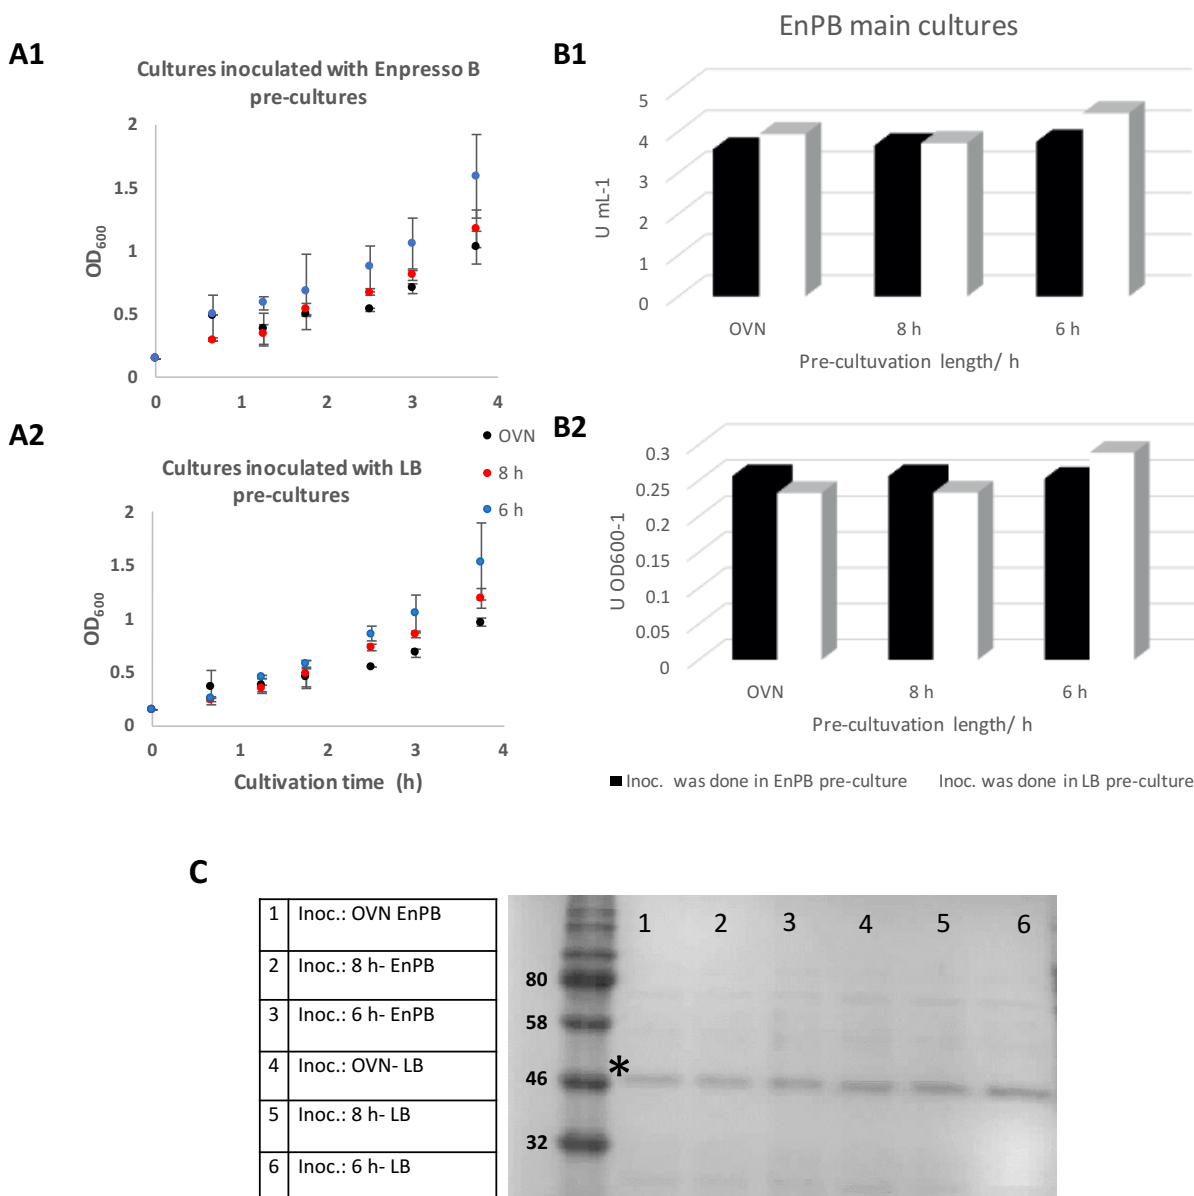 A1
Cultures inoculated with Enpresso B
pre-cultures
OD600
2
1.5
1
0.5
0
0 1 2 3 4
A2
OVN
8 h
6 h
Cultures inoculated with LB
pre-cultures
OD600
2
1.5
1
0.5
0
0 1 2 3 4
Cultivation time (h)
EnPB main cultures
B1
U mL-1
5
4
3
2
1
0
OVN 8 h 6 h
Pre-cultuvation length/ h
B2
U OD600-1
0.3
0.25
0.2
0.15
0.1
0.05
0
OVN 8 h 6 h
Pre-cultuvation length/ h
Inoc. was done in EnPB pre-culture Inoc. was done in LB pre-culture
C
1 Inoc.: OVN EnPB
2 Inoc.: 8 h- EnPB
3 Inoc.: 6 h- EnPB
4 Inoc.: OVN- LB
5 Inoc.: 8 h- LB
6 Inoc.: 6 h- LB
1 2 3 4 5 6
80
58
*
46
32